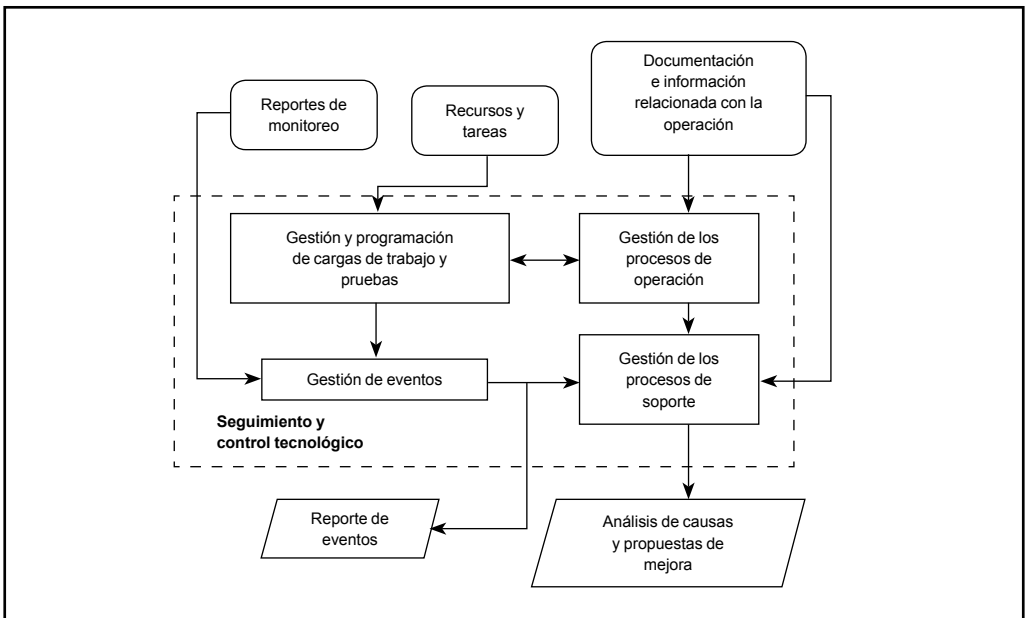 Reportes de
monitoreo
Recursos y
tareas
Documentación
e información
relacionada con la
operación
Gestión y programación
de cargas de trabajo y
pruebas
Gestión de los
procesos de
operación
Gestión de eventos
Gestión de los
procesos de
soporte
Seguimiento y
control tecnológico
Reporte de
eventos
Análisis de causas
y propuestas de
mejora